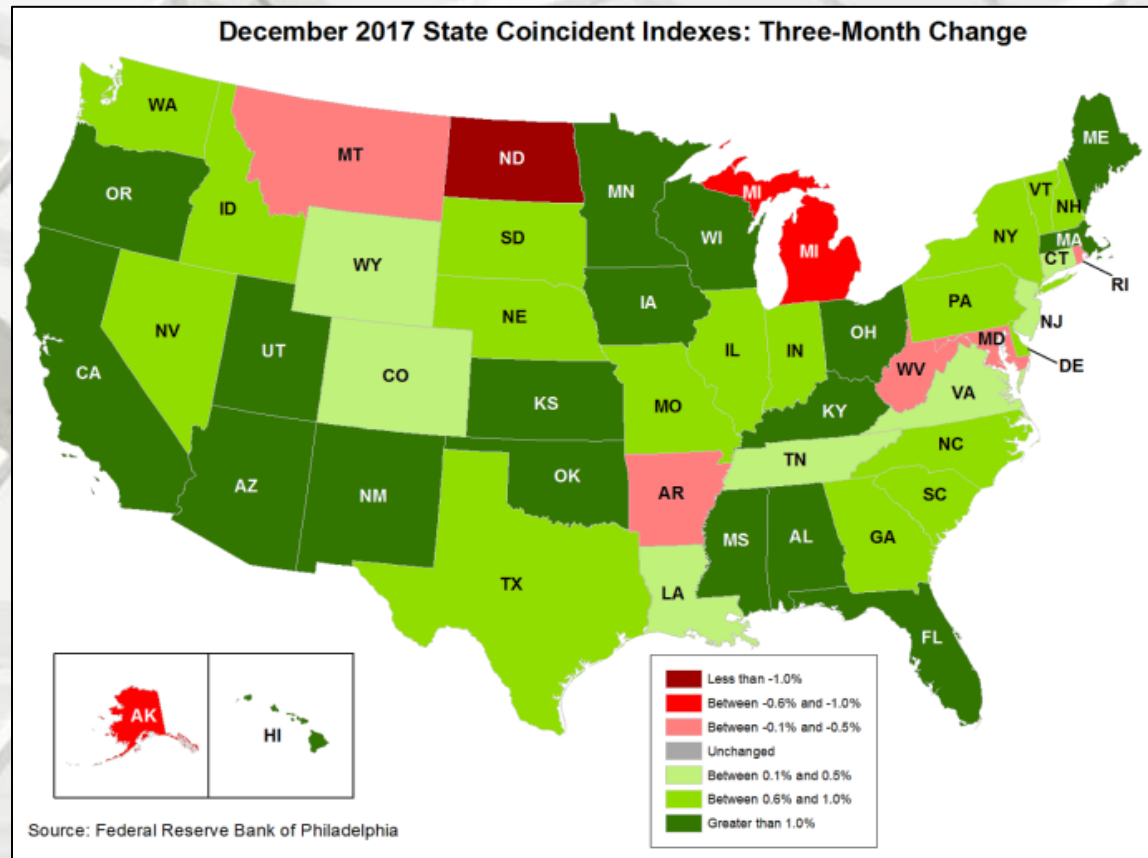 December 2017 State Coincident Indexes: Three-Month Change
WA
MT
ND
MN
ME
OR
ID
SD
WI
MI
MI
VT
NH
NY
MA
CT
RI
WY
NE
IA
PA
NJ
NV
UT
CO
IL
IN
OH
MD
DE
CA
KS
MO
WV
VA
KY
AZ
NM
OK
TN
NC
AR
SC
MS
AL
GA
TX
LA
FL
AK
HI
Less than -1.0%
Between -0.6% and -1.0%
Between -0.1% and -0.5%
Unchanged
Between 0.1% and 0.5%
Between 0.6% and 1.0%
Greater than 1.0%
Source: Federal Reserve Bank of Philadelphia